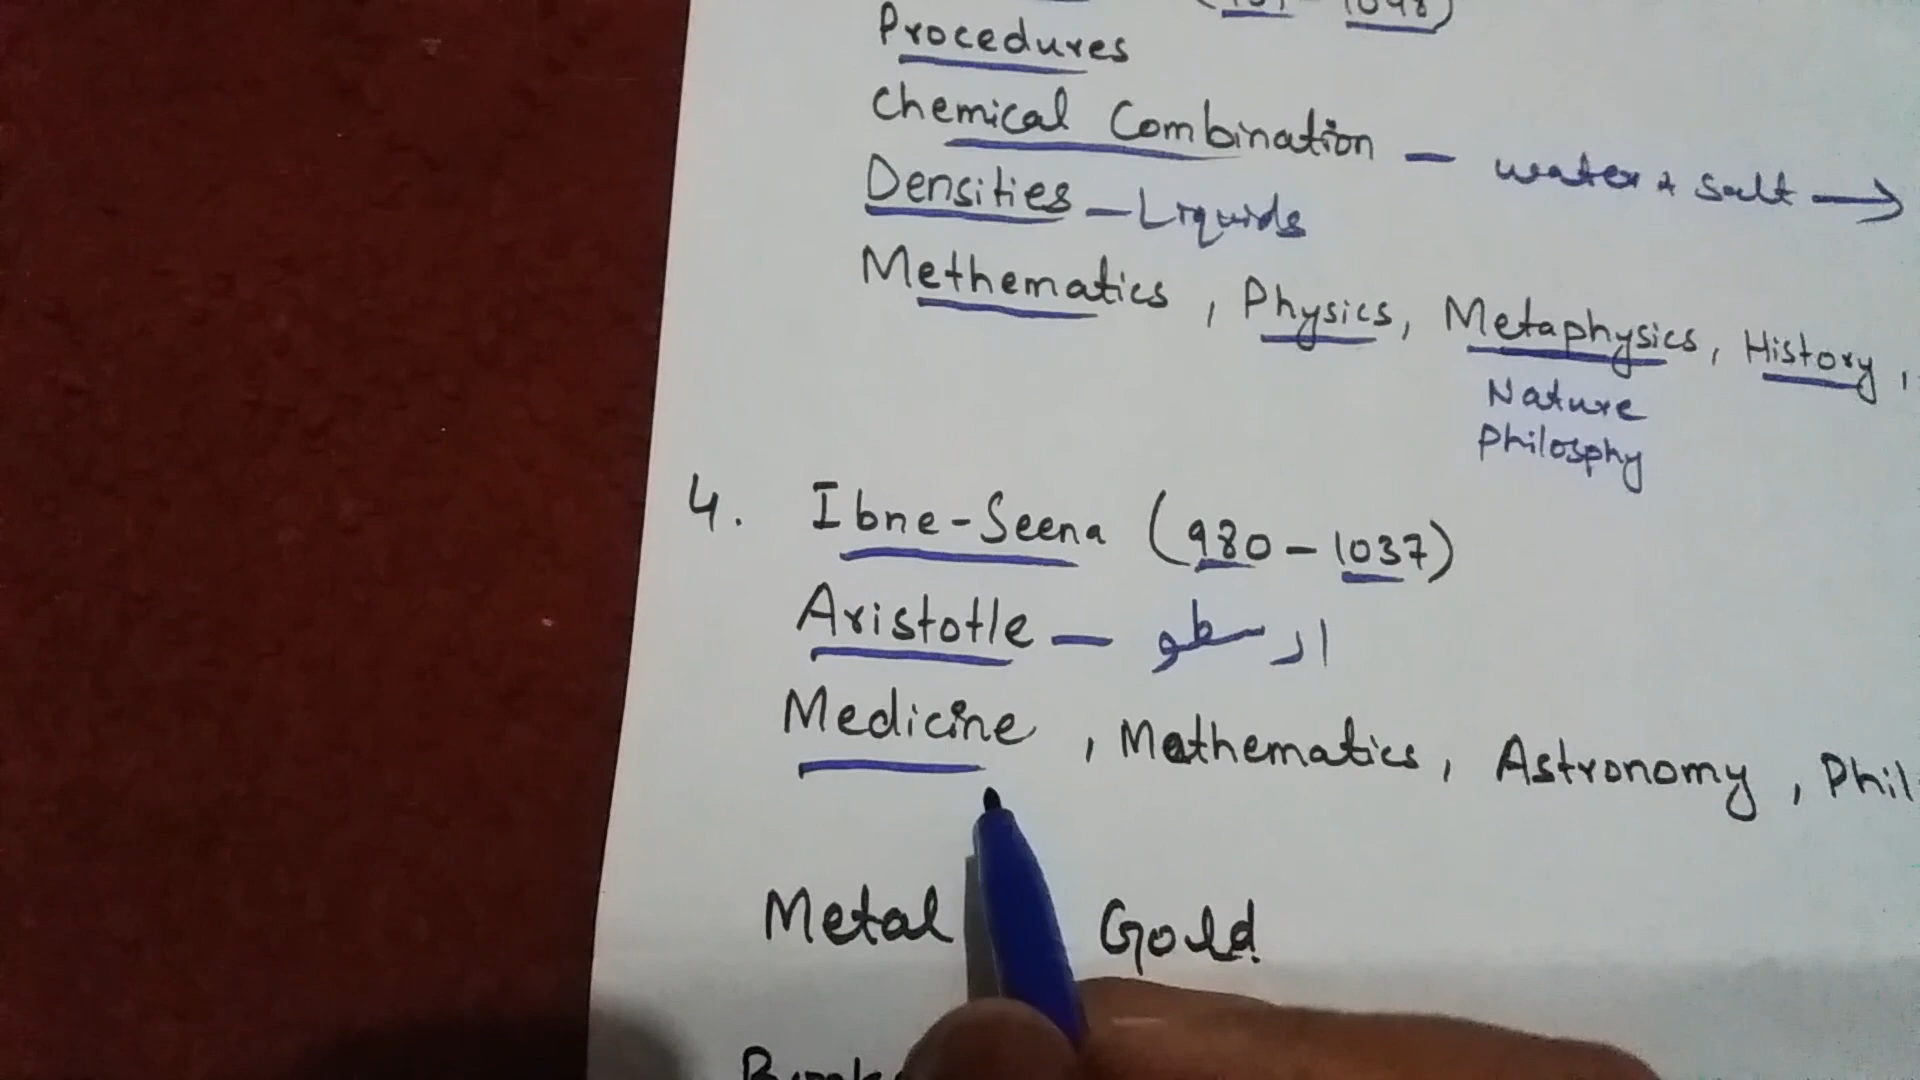 1048)
Procedures
Chemical Combination – water + Salt →
Densities – Liquids
Methematics, Physics, Metaphysics, History,
Nature
Philosphy
4. Ibne-Seena (980-1037)
Aristotle – ارسطو
Medicine, Mathematics, Astronomy, Phil
Metal Gold.